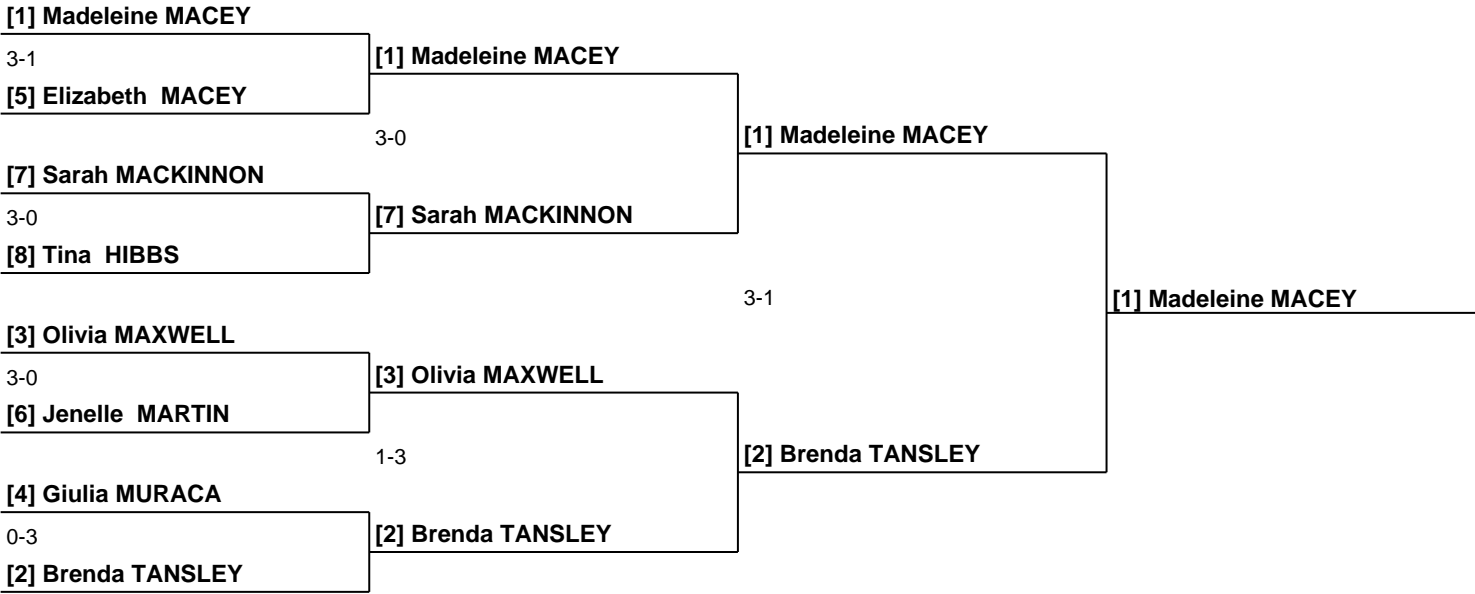 [1] Madeleine MACEY
3-1
[5] Elizabeth  MACEY
[7] Sarah MACKINNON
3-0
[8] Tina  HIBBS
[3] Olivia MAXWELL
3-0
[6] Jenelle  MARTIN
[4] Giulia MURACA
0-3
[2] Brenda TANSLEY
[1] Madeleine MACEY
3-0
[7] Sarah MACKINNON
[3] Olivia MAXWELL
1-3
[2] Brenda TANSLEY
[1] Madeleine MACEY
3-1
[2] Brenda TANSLEY
[1] Madeleine MACEY